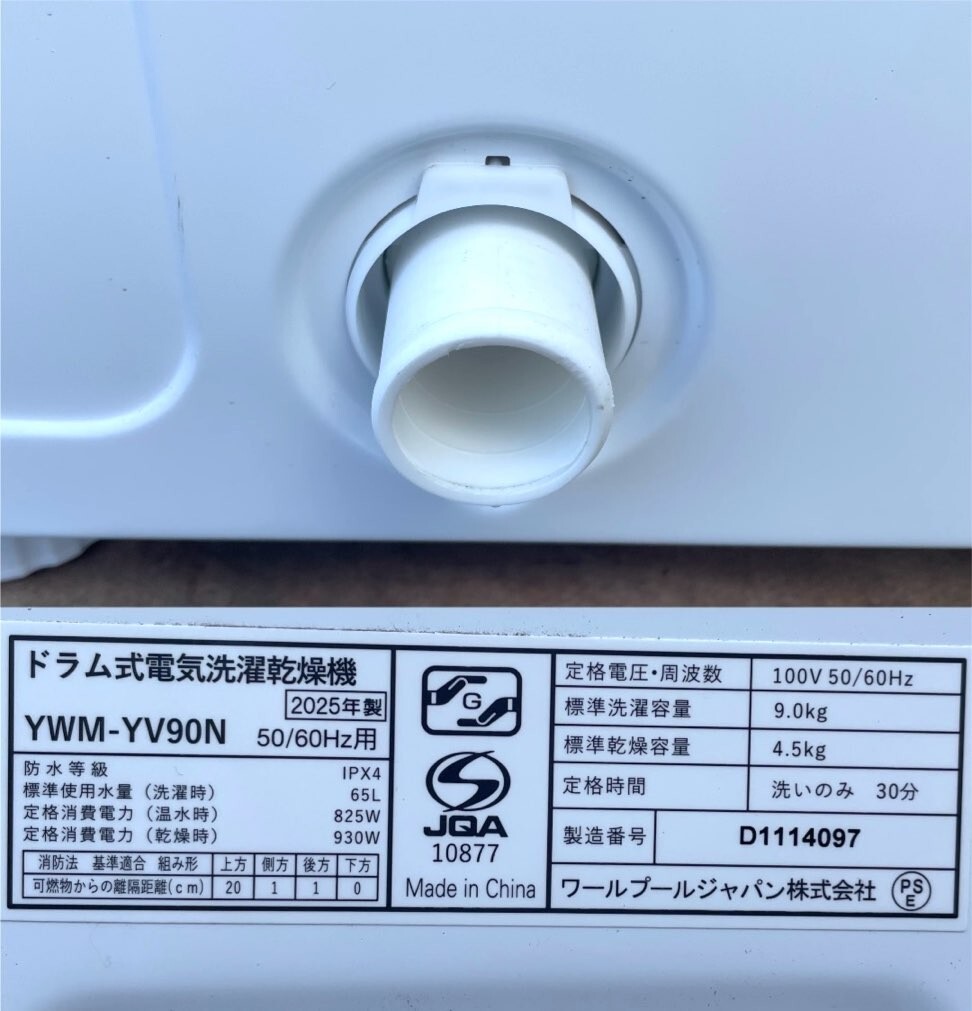 ドラム式電気洗濯乾燥機
2025年製
YWM-YV90N 50/60Hz用
防水等級 IPX4
標準使用水量（洗濯時） 65L
定格消費電力（温水時） 825W
定格消費電力（乾燥時） 930W
消防法 基準適合 組み形 上方 側方 後方 下方
可燃物からの離隔距離(cm) 20 1 1 0
G
JQA
10877
Made in China
定格電圧・周波数 100V 50/60Hz
標準洗濯容量 9.0kg
標準乾燥容量 4.5kg
定格時間 洗いのみ 30分
製造番号 D1114097
ワールプールジャパン株式会社 PSE